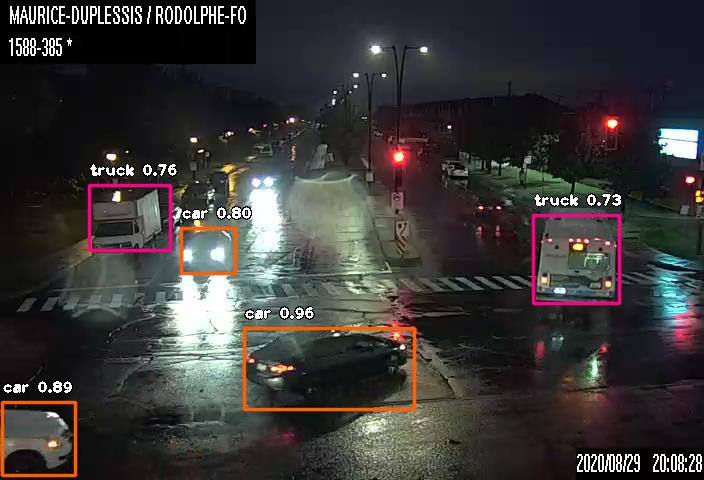 MAURICE-DUPLESSIS / RODOLPHE-FO
1588-385 *
truck 0.76
truck 0.73
car 0.80
car 0.96
car 0.89
2020/08/29 20:08:28